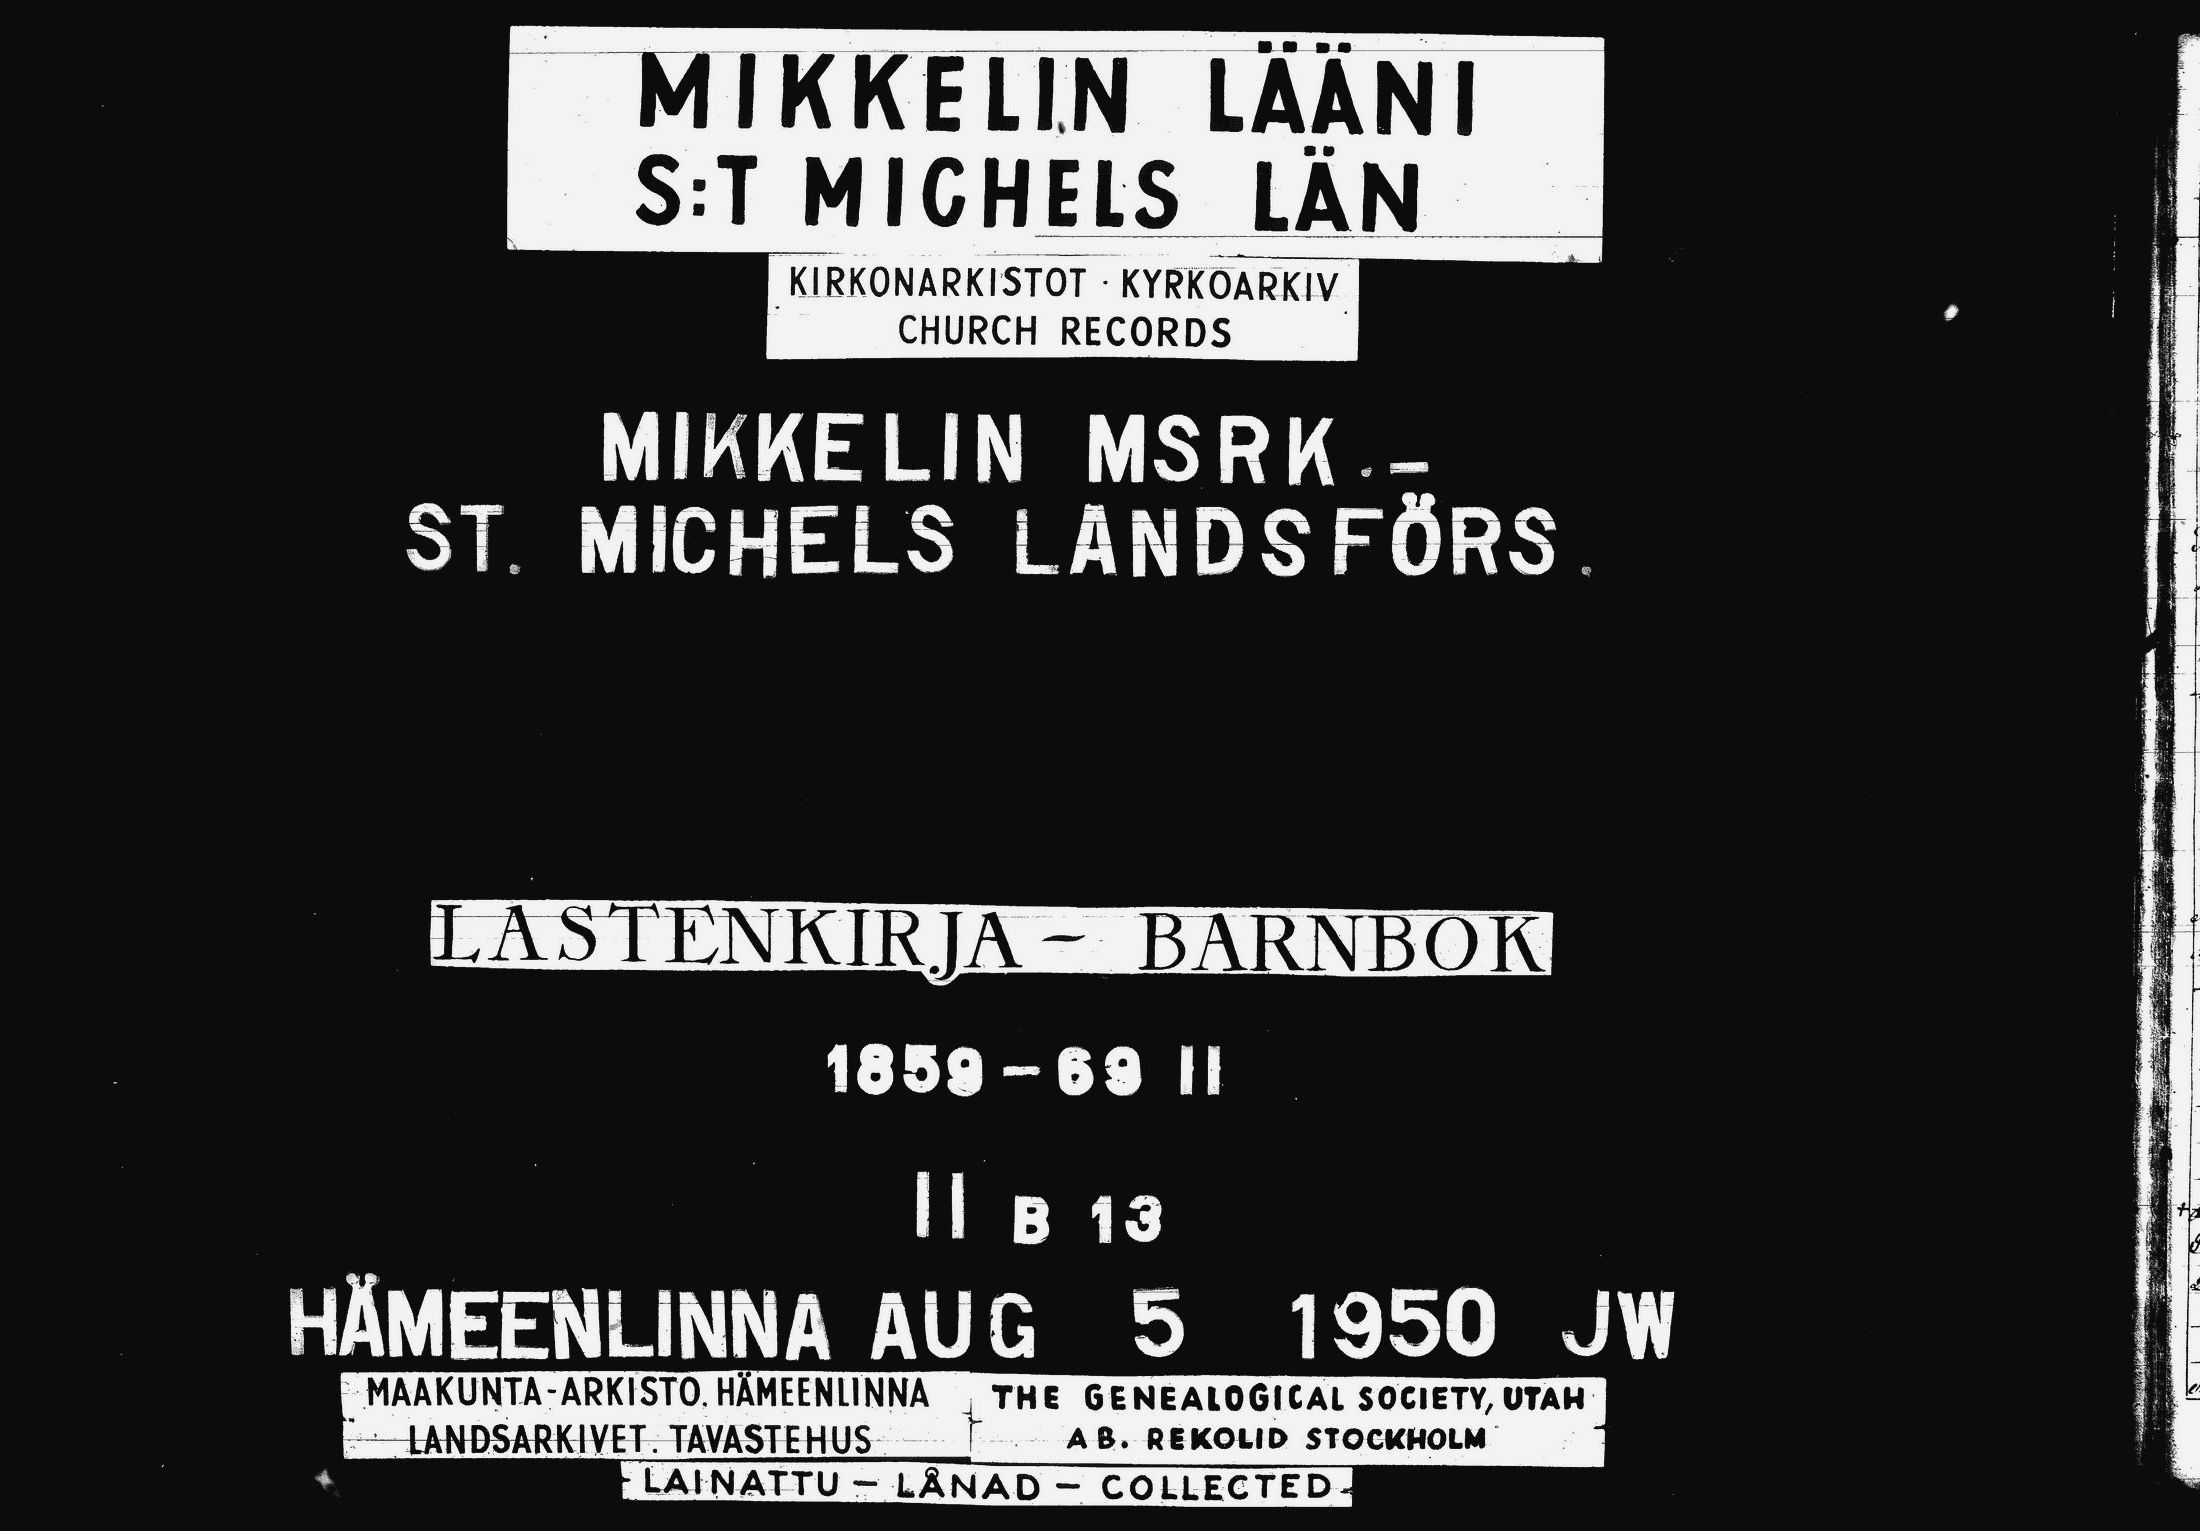 MIKKELIN LÄÄNI
S:T MICHELS LÄN
KIRKONARKISTOT · KYRKOARKIV
CHURCH RECORDS
MIKKELIN MSRK. –
ST. MICHELS LANDSFÖRS.
LASTENKIRJA – BARNBOK
1859–69 II
II B 13
HÄMEENLINNA AUG 5 1950 JW
MAAKUNTA-ARKISTO. HÄMEENLINNA
LANDSARKIVET. TAVASTEHUS
THE GENEALOGICAL SOCIETY, UTAH
AB. REKOLID STOCKHOLM
LAINATTU – LÅNAD – COLLECTED